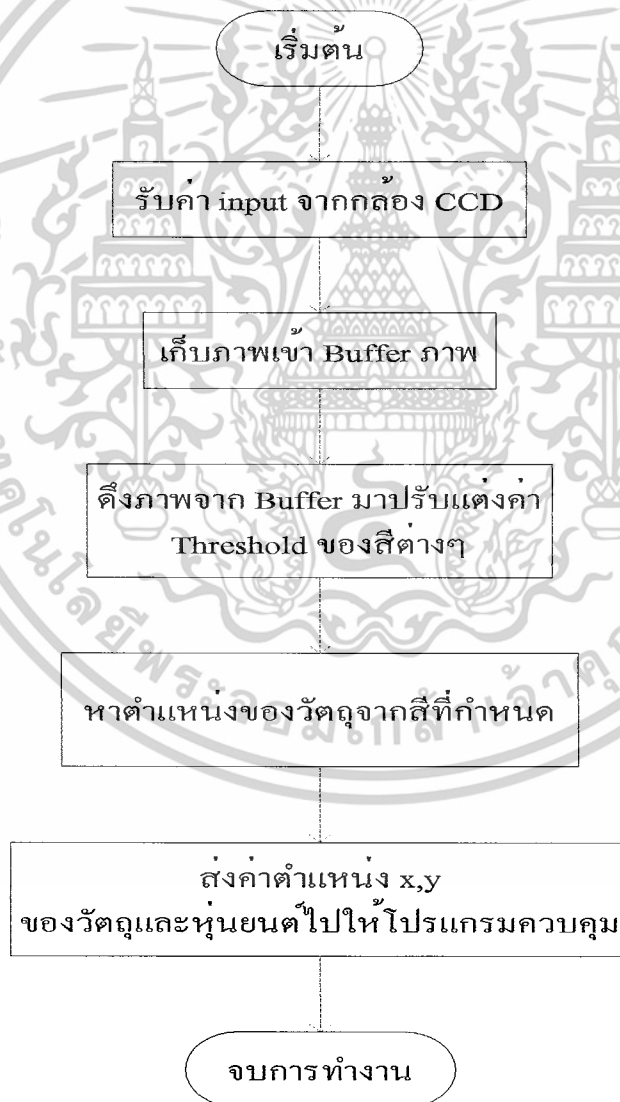 เริ่มต้น
รับค่า input จากกล้อง CCD
เก็บภาพเข้า Buffer ภาพ
ดึงภาพจาก Buffer มาปรับแต่งค่า
Threshold ของสีต่างๆ
หาตำแหน่งของวัตถุจากสีที่กำหนด
ส่งค่าตำแหน่ง x,y
ของวัตถุและหุ่นยนต์ไปให้โปรแกรมควบคุม
จบการทำงาน